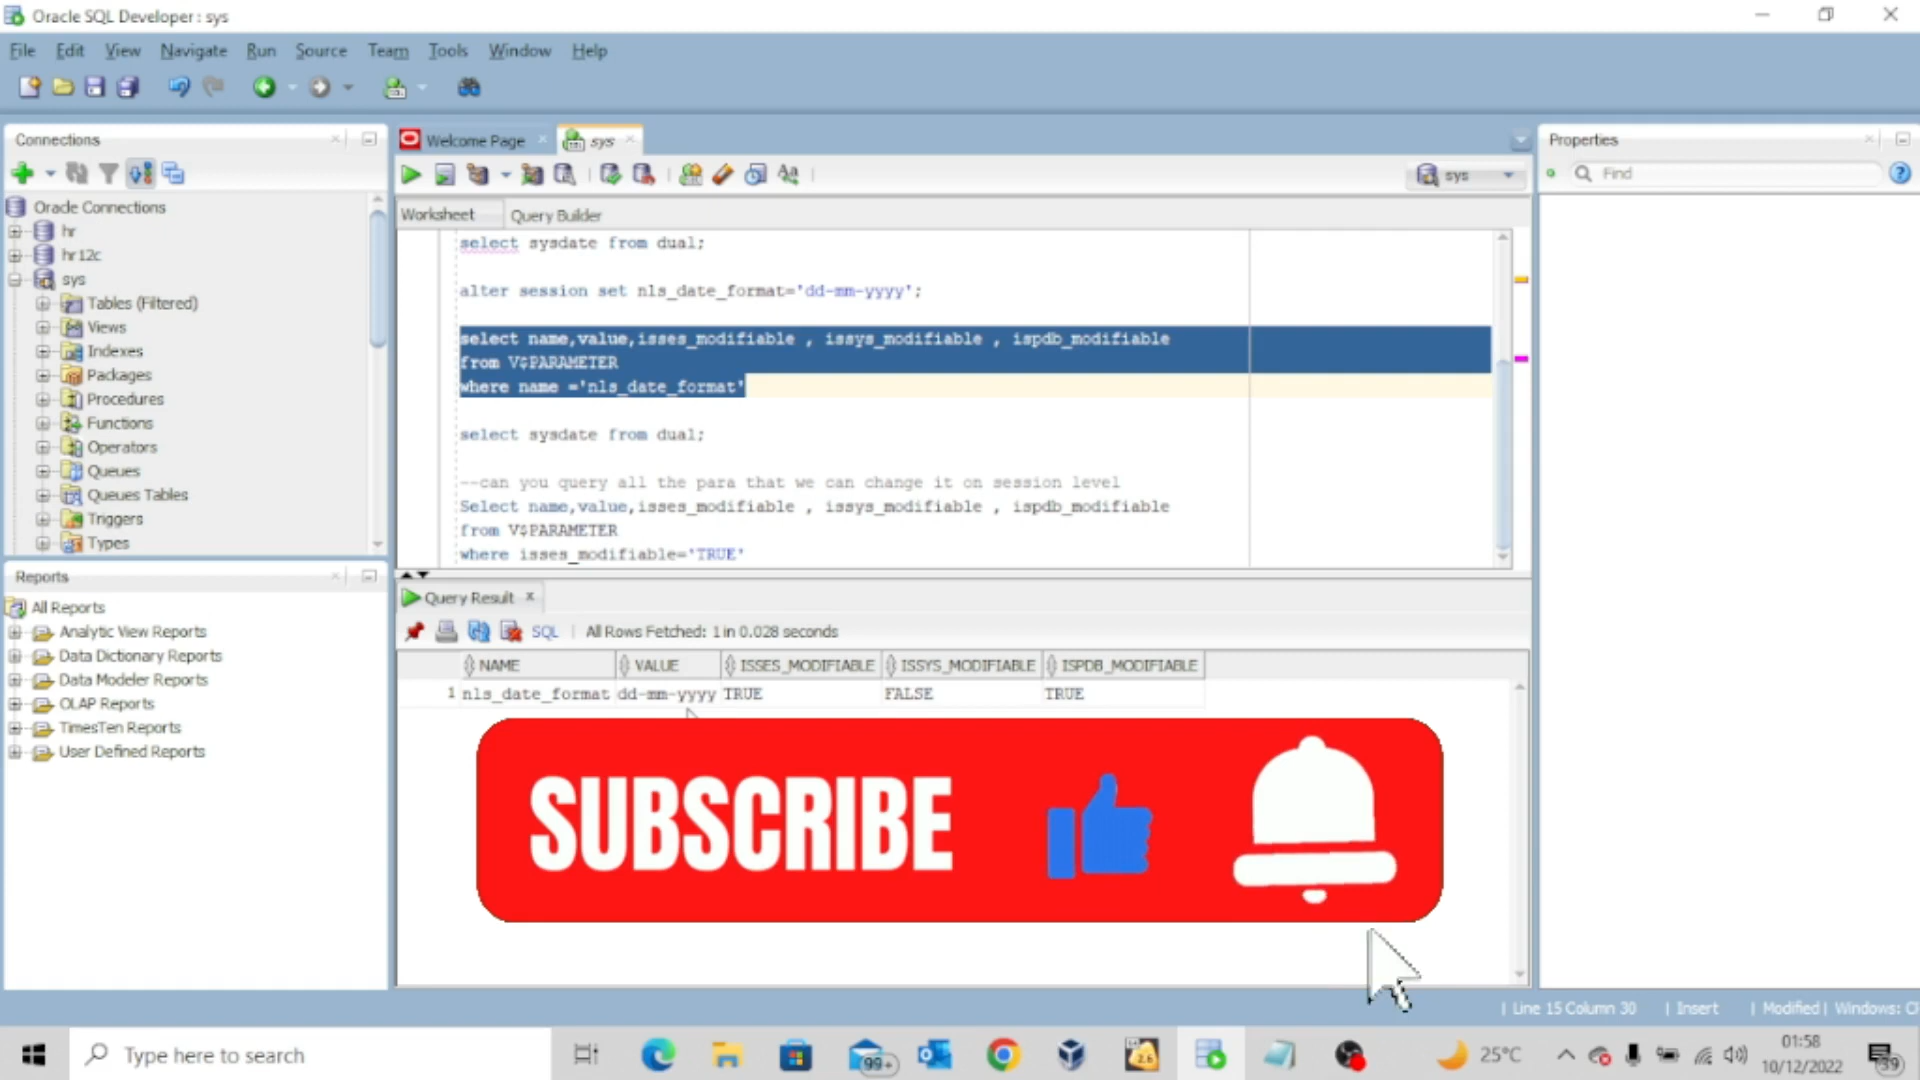 Oracle SQL Developer : sys
File Edit View Navigate Run Source Team Tools Window Help
Connections
Oracle Connections
hr
hr12c
sys
Tables (Filtered)
Views
Indexes
Packages
Procedures
Functions
Operators
Queues
Queues Tables
Triggers
Types
Reports
All Reports
Analytic View Reports
Data Dictionary Reports
Data Modeler Reports
OLAP Reports
TimesTen Reports
User Defined Reports
Welcome Page
sys
sys
Worksheet Query Builder
select sysdate from dual;
alter session set nls_date_format='dd-mm-yyyy';
select name,value,isses_modifiable , issys_modifiable , ispdb_modifiable
from V$PARAMETER
where name ='nls_date_format'
select sysdate from dual;
--can you query all the para that we can change it on session level
Select name,value,isses_modifiable , issys_modifiable , ispdb_modifiable
from V$PARAMETER
where isses_modifiable='TRUE'
Query Result
SQL | All Rows Fetched: 1 in 0.028 seconds
NAME VALUE ISSES_MODIFIABLE ISSYS_MODIFIABLE ISPDB_MODIFIABLE
1 nls_date_format dd-mm-yyyy TRUE FALSE TRUE
SUBSCRIBE
Properties
Find
| Line 15 Column 30 | Insert | Modified | Windows: C
Type here to search
99+
2.6
25°C
01:58
10/12/2022
39